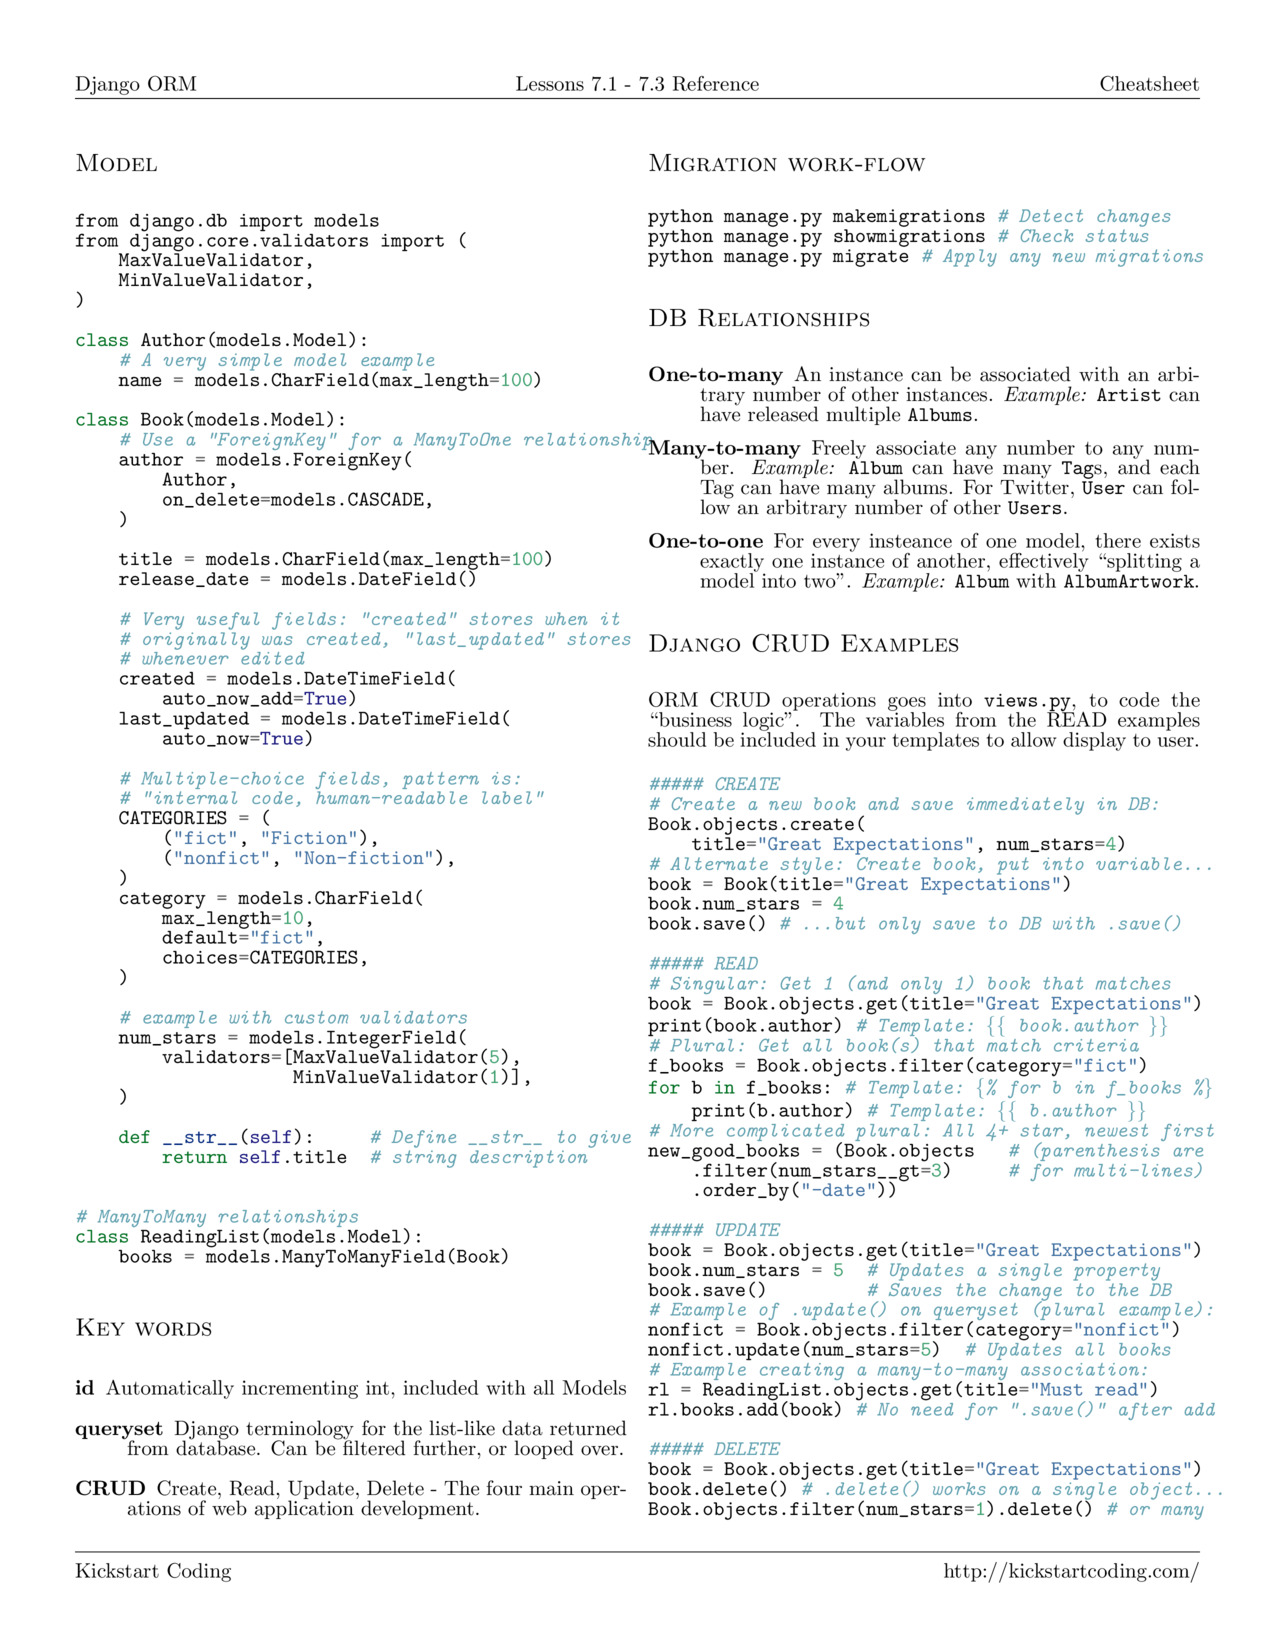 Django ORM
Lessons 7.1 - 7.3 Reference
Cheatsheet
Model
from django.db import models
from django.core.validators import (
    MaxValueValidator,
    MinValueValidator,
)
class Author(models.Model):
    # A very simple model example
    name = models.CharField(max_length=100)
class Book(models.Model):
    # Use a "ForeignKey" for a ManyToOne relationship
    author = models.ForeignKey(
        Author,
        on_delete=models.CASCADE,
    )
    title = models.CharField(max_length=100)
    release_date = models.DateField()
    # Very useful fields: "created" stores when it
    # originally was created, "last_updated" stores
    # whenever edited
    created = models.DateTimeField(
        auto_now_add=True)
    last_updated = models.DateTimeField(
        auto_now=True)
    # Multiple-choice fields, pattern is:
    # "internal code, human-readable label"
    CATEGORIES = (
        ("fict", "Fiction"),
        ("nonfict", "Non-fiction"),
    )
    category = models.CharField(
        max_length=10,
        default="fict",
        choices=CATEGORIES,
    )
    # example with custom validators
    num_stars = models.IntegerField(
        validators=[MaxValueValidator(5),
                    MinValueValidator(1)],
    )
    def __str__(self):     # Define __str__ to give
        return self.title  # string description
# ManyToMany relationships
class ReadingList(models.Model):
    books = models.ManyToManyField(Book)
Key words
id Automatically incrementing int, included with all Models
queryset Django terminology for the list-like data returned
from database. Can be filtered further, or looped over.
CRUD Create, Read, Update, Delete - The four main oper-
ations of web application development.
Migration work-flow
python manage.py makemigrations # Detect changes
python manage.py showmigrations # Check status
python manage.py migrate # Apply any new migrations
DB Relationships
One-to-many An instance can be associated with an arbi-
trary number of other instances. Example: Artist can
have released multiple Albums.
Many-to-many Freely associate any number to any num-
ber. Example: Album can have many Tags, and each
Tag can have many albums. For Twitter, User can fol-
low an arbitrary number of other Users.
One-to-one For every insteance of one model, there exists
exactly one instance of another, effectively “splitting a
model into two”. Example: Album with AlbumArtwork.
Django CRUD Examples
ORM CRUD operations goes into views.py, to code the
“business logic”. The variables from the READ examples
should be included in your templates to allow display to user.
##### CREATE
# Create a new book and save immediately in DB:
Book.objects.create(
    title="Great Expectations", num_stars=4)
# Alternate style: Create book, put into variable...
book = Book(title="Great Expectations")
book.num_stars = 4
book.save() # ...but only save to DB with .save()
##### READ
# Singular: Get 1 (and only 1) book that matches
book = Book.objects.get(title="Great Expectations")
print(book.author) # Template: {{ book.author }}
# Plural: Get all book(s) that match criteria
f_books = Book.objects.filter(category="fict")
for b in f_books: # Template: {% for b in f_books %}
    print(b.author) # Template: {{ b.author }}
# More complicated plural: All 4+ star, newest first
new_good_books = (Book.objects   # (parenthesis are
    .filter(num_stars__gt=3)     # for multi-lines)
    .order_by("-date"))
##### UPDATE
book = Book.objects.get(title="Great Expectations")
book.num_stars = 5  # Updates a single property
book.save()         # Saves the change to the DB
# Example of .update() on queryset (plural example):
nonfict = Book.objects.filter(category="nonfict")
nonfict.update(num_stars=5)  # Updates all books
# Example creating a many-to-many association:
rl = ReadingList.objects.get(title="Must read")
rl.books.add(book) # No need for ".save()" after add
##### DELETE
book = Book.objects.get(title="Great Expectations")
book.delete() # .delete() works on a single object...
Book.objects.filter(num_stars=1).delete() # or many
Kickstart Coding
http://kickstartcoding.com/